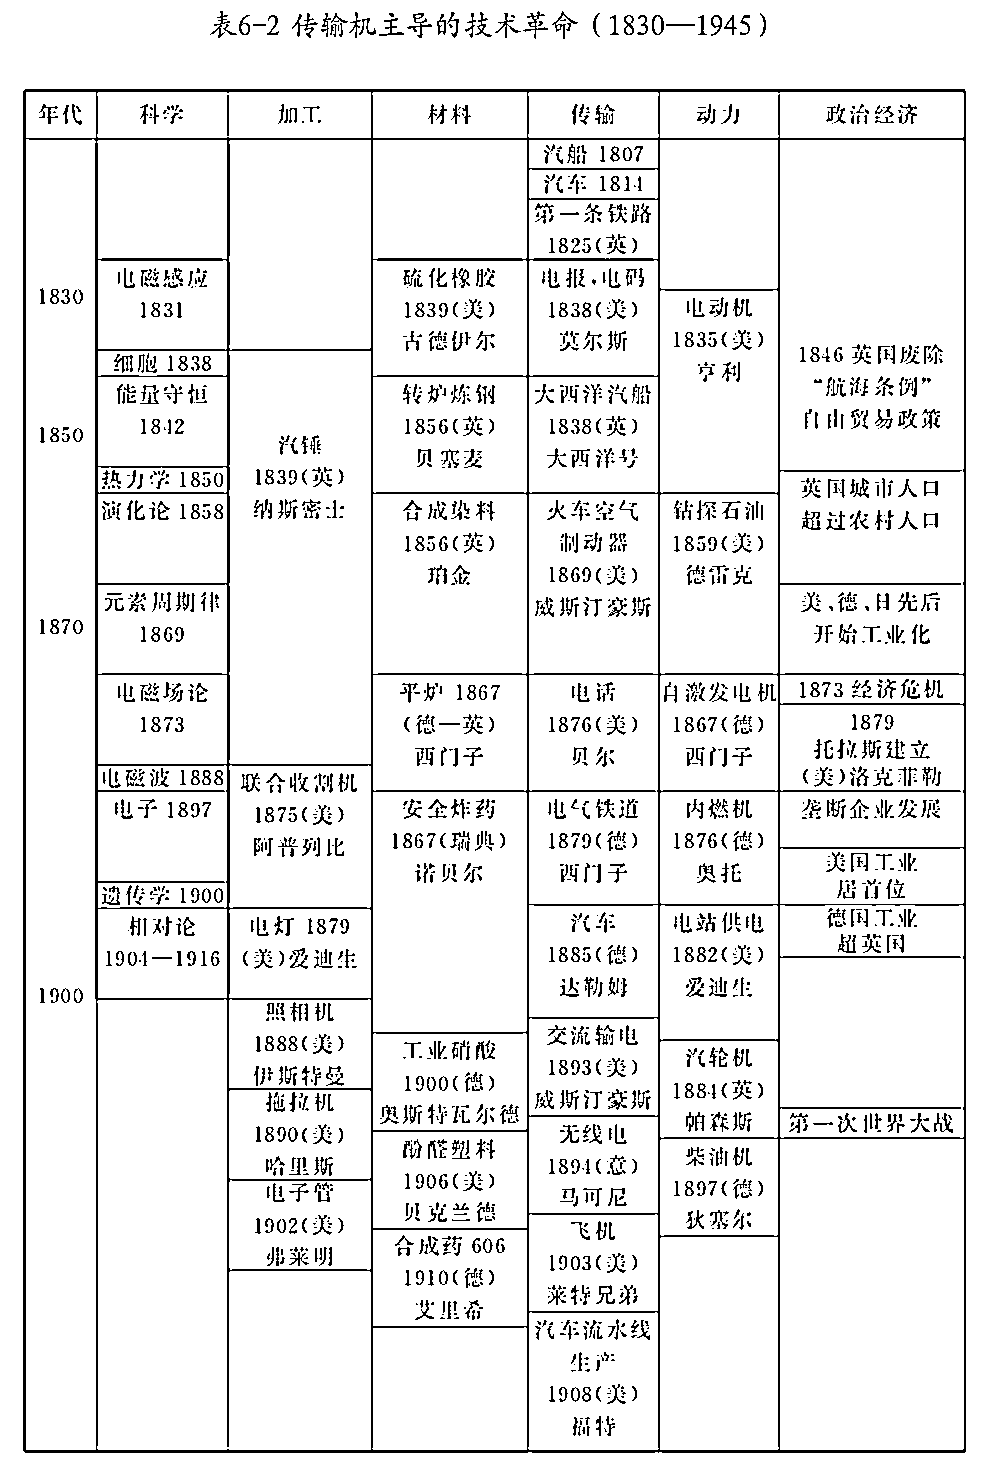 表6-2 传输机主导的技术革命（1830—1945）
年代
科学
加工
材料
传输
动力
政治经济
1830
1850
1870
1900
电磁感应
1831
细胞 1838
能量守恒
1842
热力学 1850
演化论 1858
元素周期律
1869
电磁场论
1873
电磁波 1888
电子 1897
遗传学 1900
相对论
1904—1916
汽锤
1839(英)
纳斯密士
联合收割机
1875(美)
阿普列比
电灯 1879
(美)爱迪生
照相机
1888(美)
伊斯特曼
拖拉机
1890(美)
哈里斯
电子管
1902(美)
弗莱明
硫化橡胶
1839(美)
古德伊尔
转炉炼钢
1856(英)
贝塞麦
合成染料
1856(英)
珀金
平炉 1867
(德—英)
西门子
安全炸药
1867(瑞典)
诺贝尔
工业硝酸
1900(德)
奥斯特瓦尔德
酚醛塑料
1906(美)
贝克兰德
合成药 606
1910(德)
艾里希
汽船 1807
汽车 1814
第一条铁路
1825(英)
电报、电码
1838(美)
莫尔斯
大西洋汽船
1838(英)
大西洋号
火车空气
制动器
1869(美)
威斯汀豪斯
电话
1876(美)
贝尔
电气铁道
1879(德)
西门子
汽车
1885(德)
达勒姆
交流输电
1893(美)
威斯汀豪斯
无线电
1894(意)
马可尼
飞机
1903(美)
莱特兄弟
汽车流水线
生产
1908(美)
福特
电动机
1835(美)
亨利
钻探石油
1859(美)
德雷克
自激发电机
1867(德)
西门子
内燃机
1876(德)
奥托
电站供电
1882(美)
爱迪生
汽轮机
1884(英)
帕森斯
柴油机
1897(德)
狄塞尔
1846 英国废除
“航海条例”
自由贸易政策
英国城市人口
超过农村人口
美、德、日先后
开始工业化
1873 经济危机
1879
托拉斯建立
(美)洛克菲勒
垄断企业发展
美国工业
居首位
德国工业
超英国
第一次世界大战